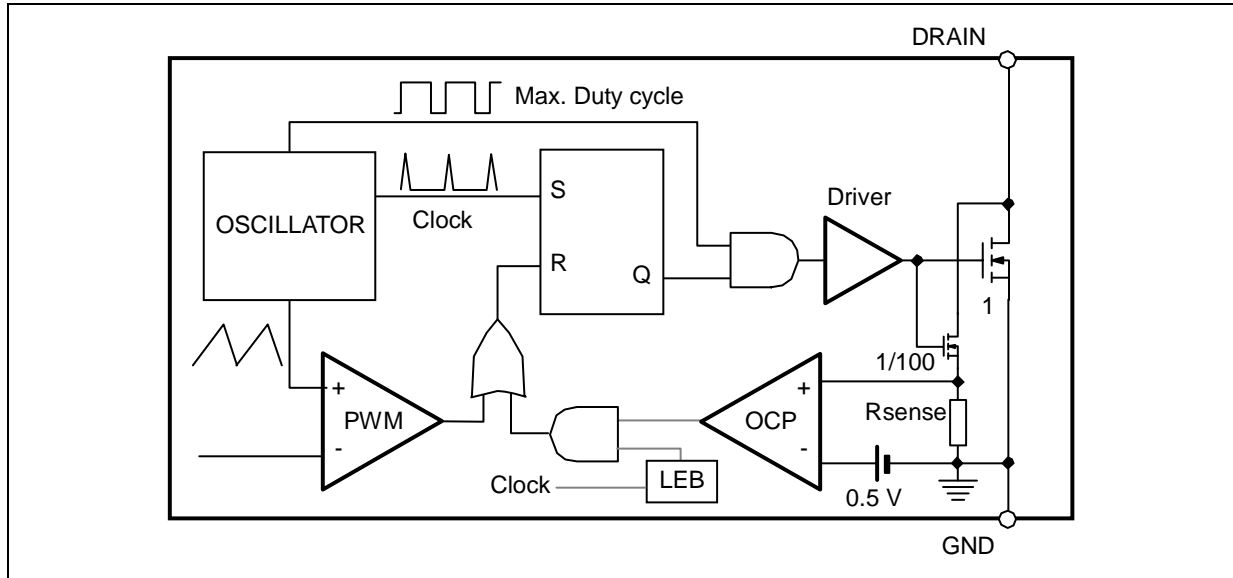 DRAIN
Max. Duty cycle
OSCILLATOR
Clock
S
R
Q
Driver
1
1/100
+
PWM
-
+
OCP
-
Rsense
Clock
LEB
0.5 V
GND